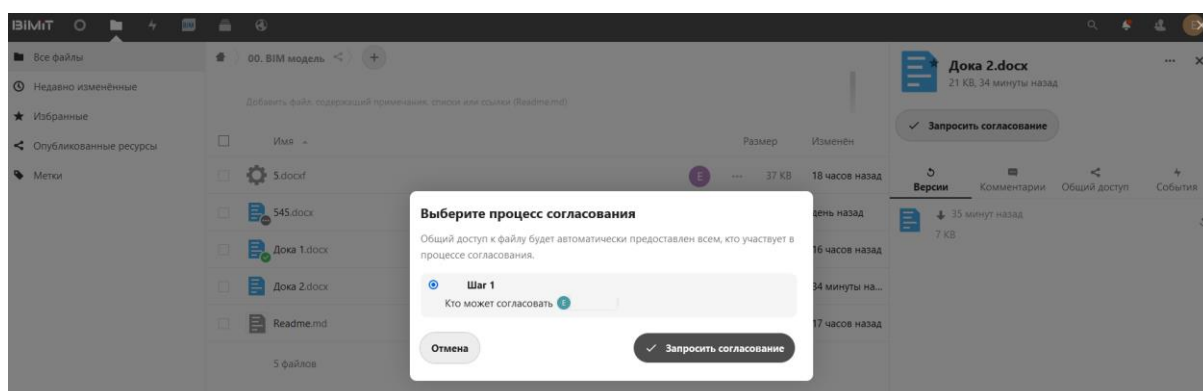 BIMIT
BIM
E
Все файлы
Недавно изменённые
Избранные
Опубликованные ресурсы
Метки
00. BIM модель
Добавить файл, содержащий примечания, списки или ссылки (Readme.md)
Имя Размер Изменён
5.docxf E 37 KB 18 часов назад
545.docx день назад
Дока 1.docx 16 часов назад
Дока 2.docx 34 минуты на...
Readme.md 17 часов назад
5 файлов
Выберите процесс согласования
Общий доступ к файлу будет автоматически предоставлен всем, кто участвует в
процессе согласования.
Шаг 1
Кто может согласовать E
Отмена
Запросить согласование
Дока 2.docx
21 KB, 34 минуты назад
Запросить согласование
Версии Комментарии Общий доступ События
35 минут назад
7 KB